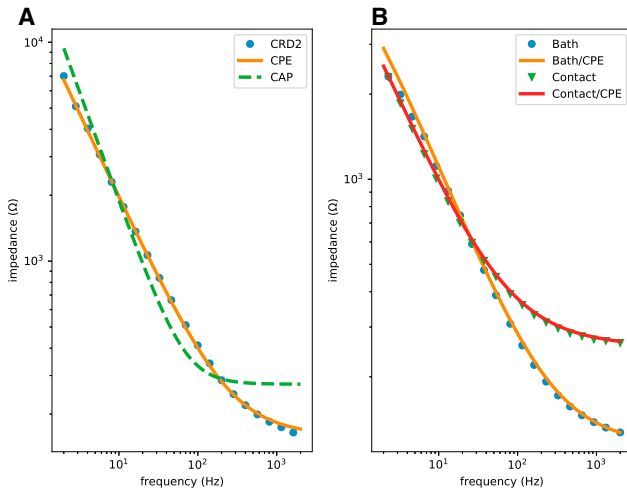 A
10⁴
10³
10¹
10²
10³
impedance (Ω)
frequency (Hz)
CRD2
CPE
CAP
B
10³
10¹
10²
10³
impedance (Ω)
frequency (Hz)
Bath
Bath/CPE
Contact
Contact/CPE